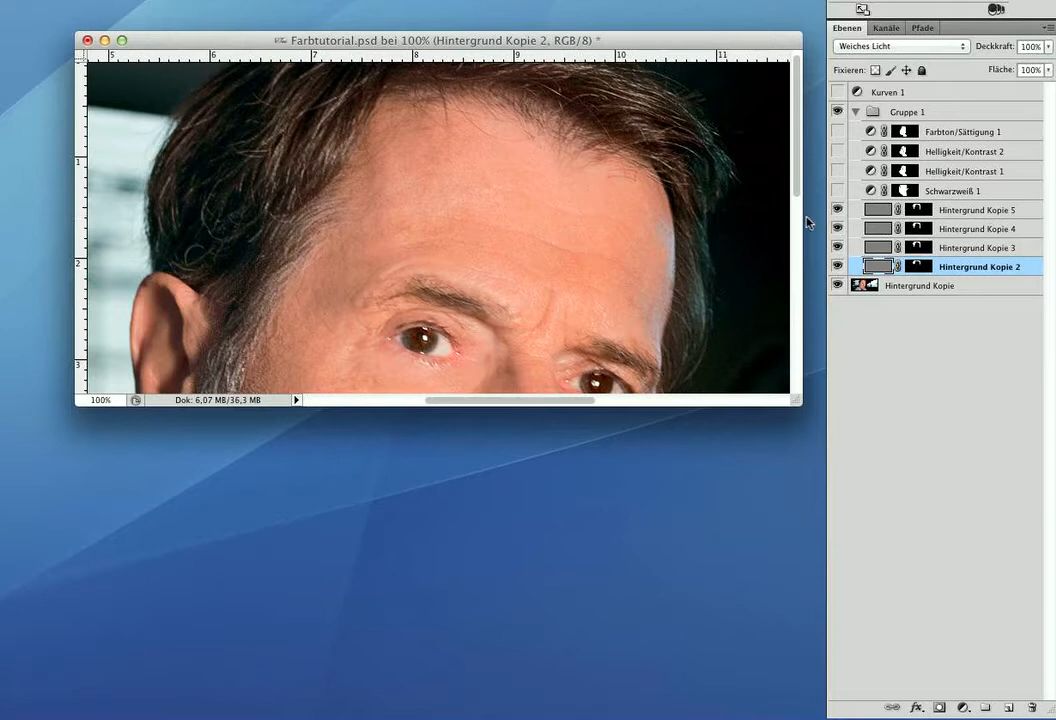 Farbtutorial.psd bei 100% (Hintergrund Kopie 2, RGB/8) *
5 6 7 8 9 10 11
1
2
3
100% Dok: 6,07 MB/36,3 MB
Ebenen Kanäle Pfade
Weiches Licht Deckkraft: 100%
Fixieren: Fläche: 100%
Kurven 1
Gruppe 1
Farbton/Sättigung 1
Helligkeit/Kontrast 2
Helligkeit/Kontrast 1
Schwarzweiß 1
Hintergrund Kopie 5
Hintergrund Kopie 4
Hintergrund Kopie 3
Hintergrund Kopie 2
Hintergrund Kopie
fx